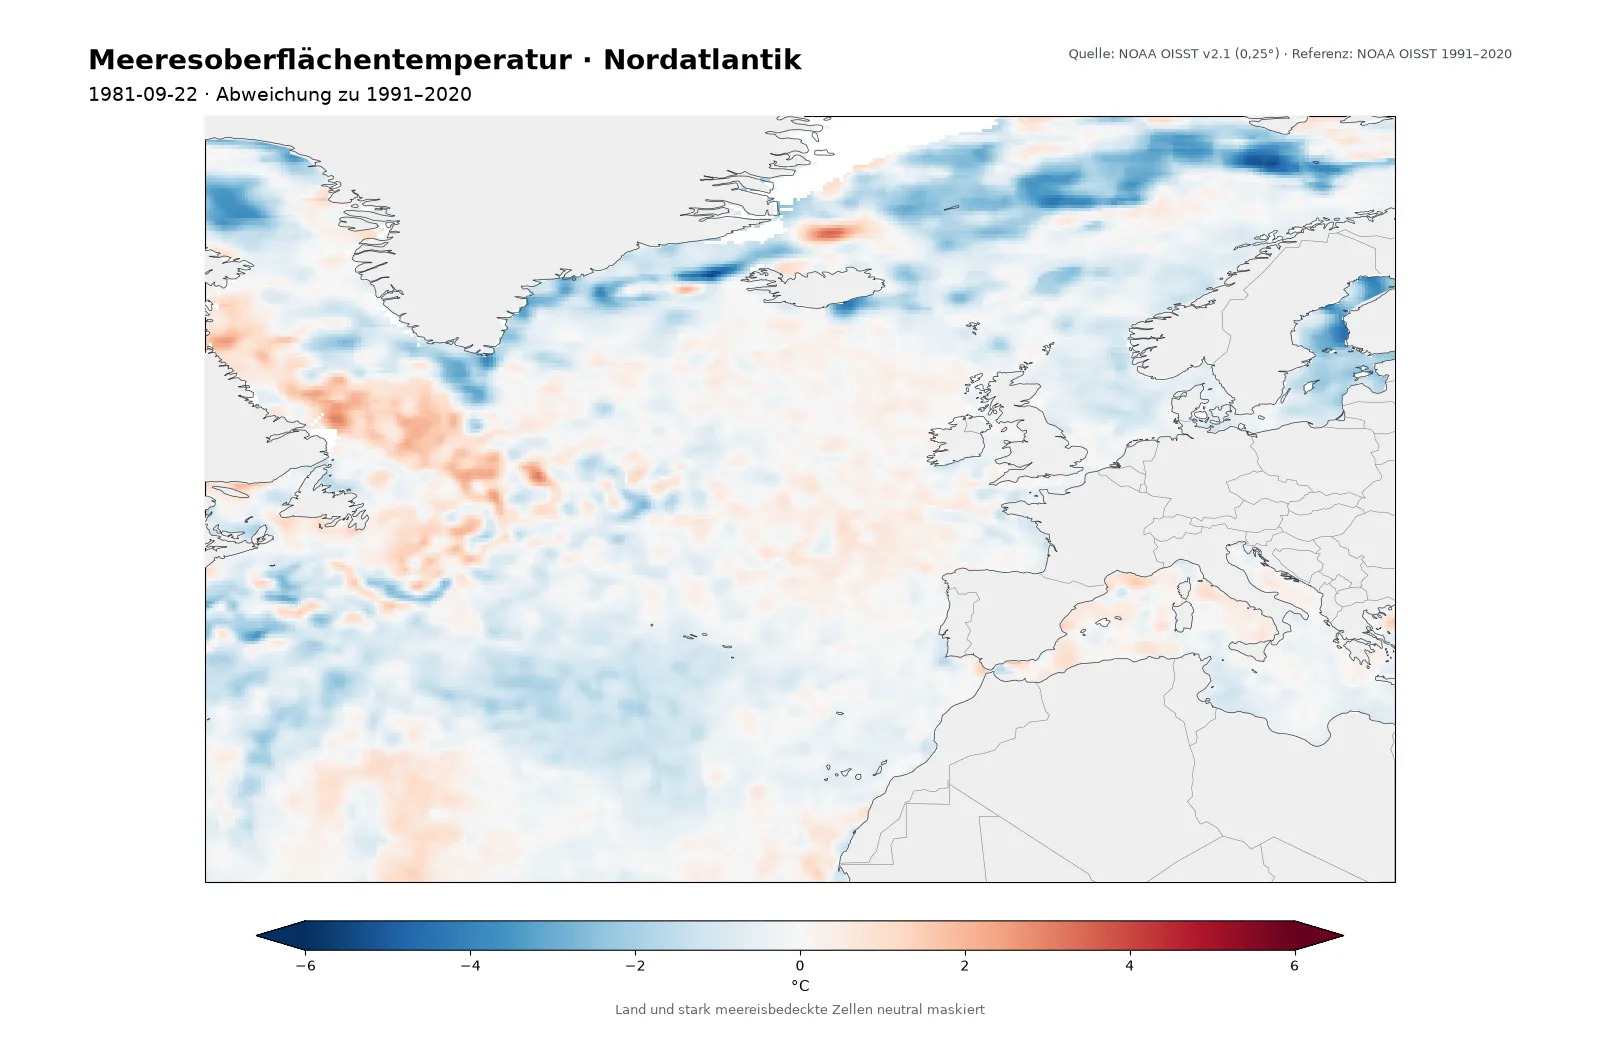 Meeresoberflächentemperatur · Nordatlantik
Quelle: NOAA OISST v2.1 (0,25°) · Referenz: NOAA OISST 1991–2020
1981-09-22 · Abweichung zu 1991–2020
−6 −4 −2 0 2 4 6
°C
Land und stark meereisbedeckte Zellen neutral maskiert